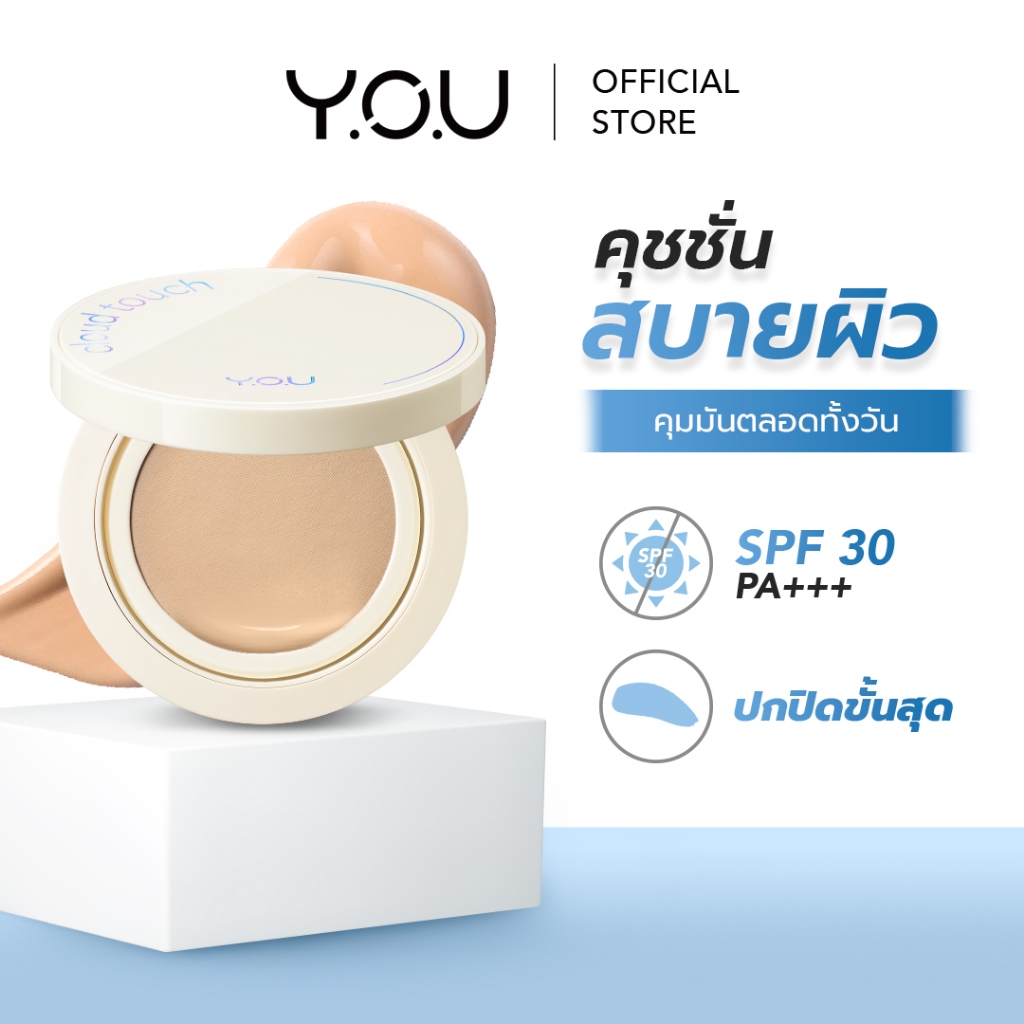 Y.O.U
OFFICIAL
STORE
คุชชั่น
สบายผิว
คุมมันตลอดทั้งวัน
cloud touch
Y.O.U
SPF
30
SPF 30
PA+++
ปกปิดขั้นสุด